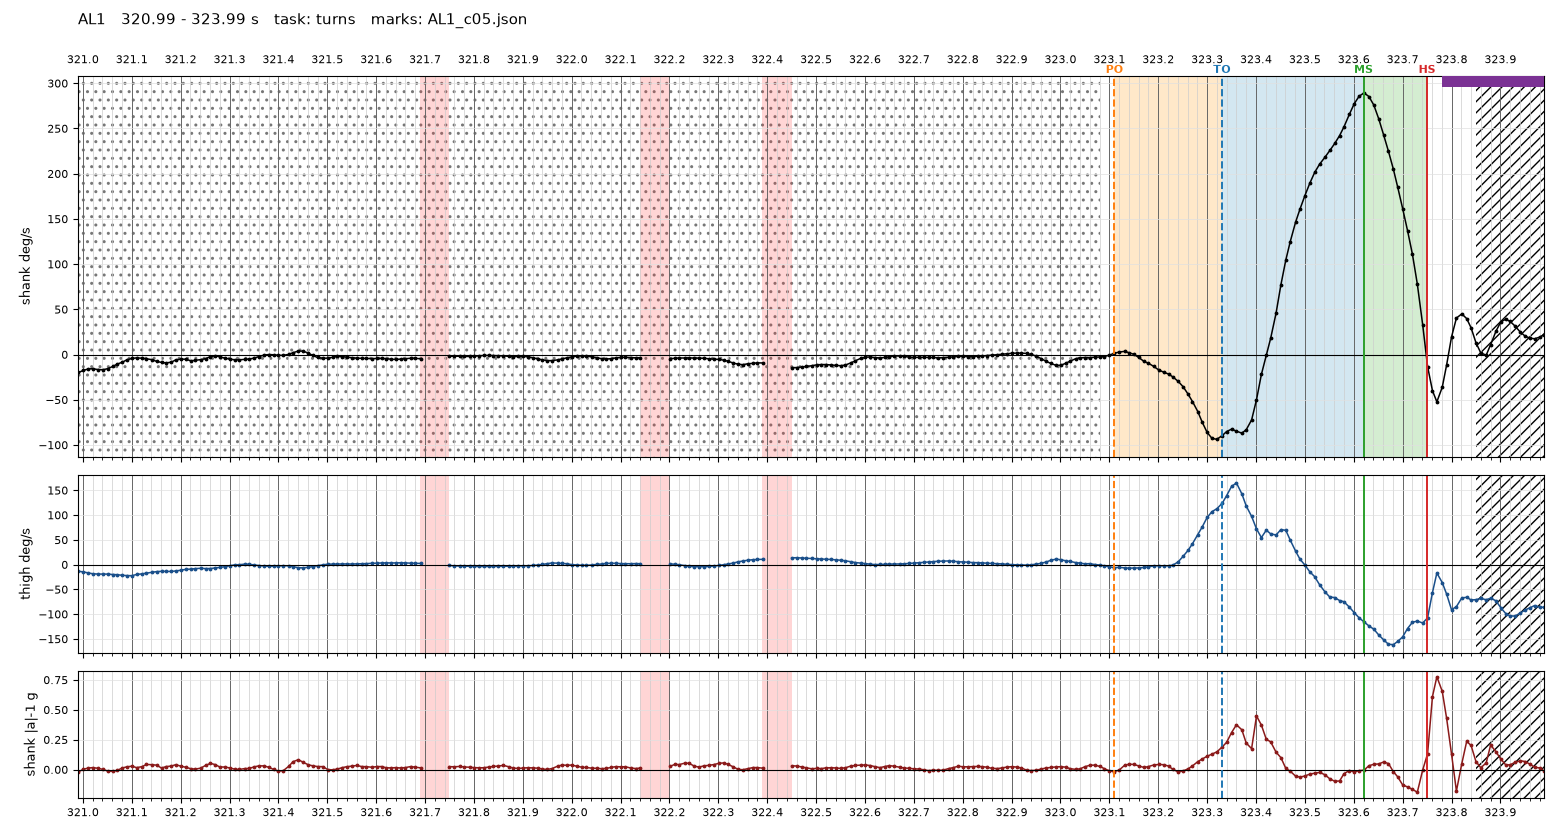 AL1   320.99 - 323.99 s   task: turns   marks: AL1_c05.json
321.0 321.1 321.2 321.3 321.4 321.5 321.6 321.7 321.8 321.9 322.0 322.1 322.2 322.3 322.4 322.5 322.6 322.7 322.8 322.9 323.0 323.1 323.2 323.3 323.4 323.5 323.6 323.7 323.8 323.9
PO TO MS HS
300
250
200
150
100
50
0
−50
−100
shank deg/s
150
100
50
0
−50
−100
−150
thigh deg/s
0.75
0.50
0.25
0.00
shank |a|-1 g
321.0 321.1 321.2 321.3 321.4 321.5 321.6 321.7 321.8 321.9 322.0 322.1 322.2 322.3 322.4 322.5 322.6 322.7 322.8 322.9 323.0 323.1 323.2 323.3 323.4 323.5 323.6 323.7 323.8 323.9